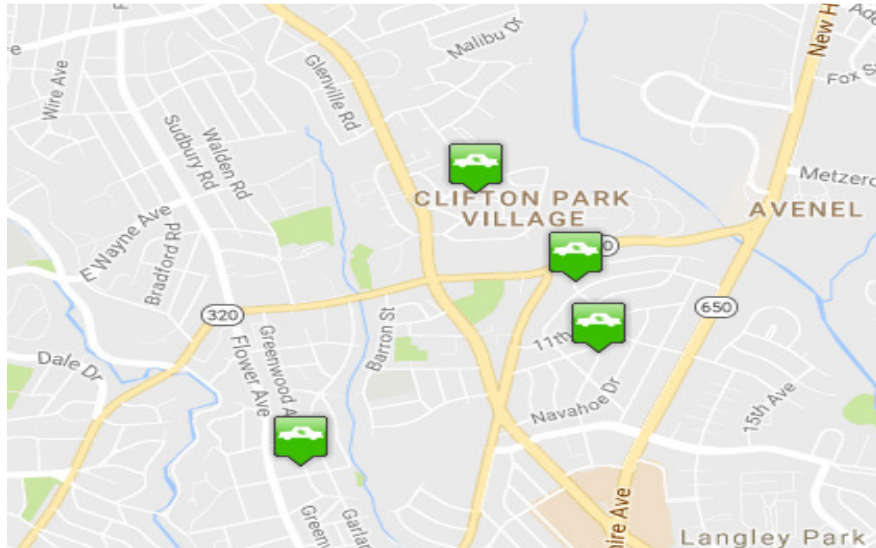 Malibu Dr
New H
Ade
Fox S
Wire Ave
Glenville Rd
Sudbury Rd
Walden Rd
CLIFTON PARK
VILLAGE
Metzero
AVENEL
E Wayne Ave
Bradford R
0
320
650
Barron St
11th
Dale Dr
Flower Ave
Greenwood A
Navahoe Dr
15th Ave
Green
Garla
ire Ave
Langley Park